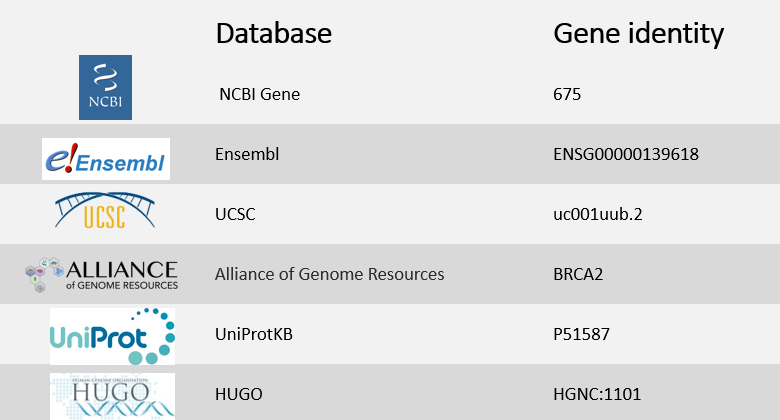 Database Gene identity
NCBI NCBI Gene 675
e!Ensembl Ensembl ENSG00000139618
UCSC UCSC uc001uub.2
ALLIANCE
of GENOME RESOURCES Alliance of Genome Resources BRCA2
UniProt UniProtKB P51587
HUMAN GENOME ORGANISATION
HUGO HUGO HGNC:1101